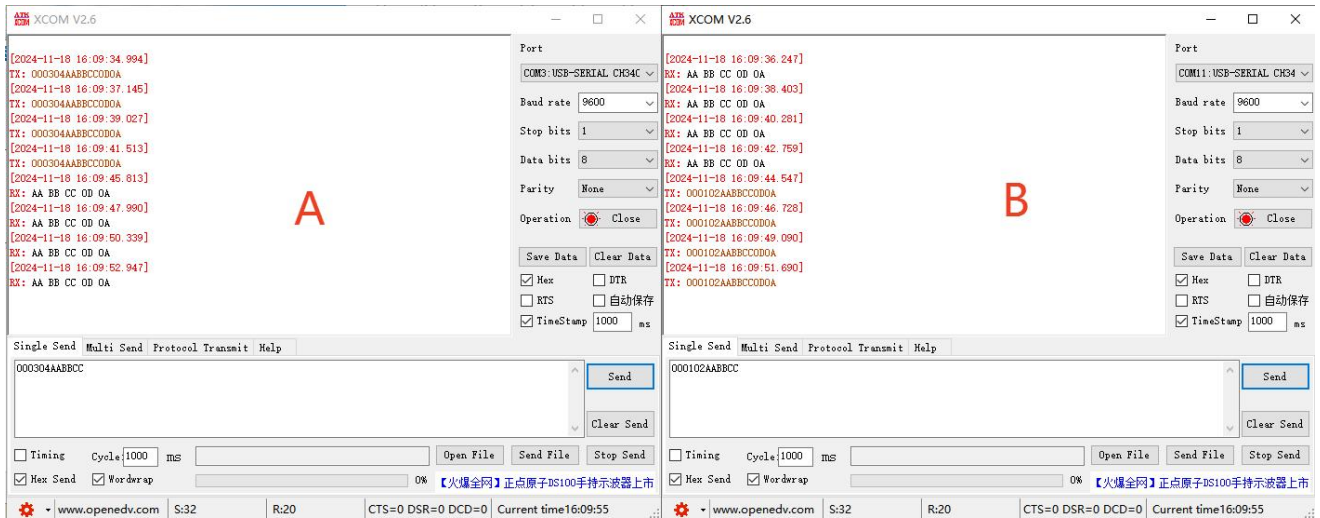 ATK XCOM XCOM V2.6
[2024-11-18 16:09:34.994]
TX: 000304AABBCC0D0A
[2024-11-18 16:09:37.145]
TX: 000304AABBCC0D0A
[2024-11-18 16:09:39.027]
TX: 000304AABBCC0D0A
[2024-11-18 16:09:41.513]
TX: 000304AABBCC0D0A
[2024-11-18 16:09:45.813]
RX: AA BB CC 0D 0A
[2024-11-18 16:09:47.990]
RX: AA BB CC 0D 0A
[2024-11-18 16:09:50.339]
RX: AA BB CC 0D 0A
[2024-11-18 16:09:52.947]
RX: AA BB CC 0D 0A
A
Port
COM3:USB-SERIAL CH34C
Baud rate 9600
Stop bits 1
Data bits 8
Parity None
Operation Close
Save Data Clear Data
Hex DTR
RTS 自动保存
TimeStamp 1000 ms
Single Send Multi Send Protocol Transmit Help
000304AABBCC
Send
Clear Send
Timing Cycle: 1000 ms Open File Send File Stop Send
Hex Send Wordwrap 0% 【火爆全网】正点原子DS100手持示波器上市
www.openedv.com S:32 R:20 CTS=0 DSR=0 DCD=0 Current time16:09:55
ATK XCOM XCOM V2.6
[2024-11-18 16:09:36.247]
RX: AA BB CC 0D 0A
[2024-11-18 16:09:38.403]
RX: AA BB CC 0D 0A
[2024-11-18 16:09:40.281]
RX: AA BB CC 0D 0A
[2024-11-18 16:09:42.759]
RX: AA BB CC 0D 0A
[2024-11-18 16:09:44.547]
TX: 000102AABBCC0D0A
[2024-11-18 16:09:46.728]
TX: 000102AABBCC0D0A
[2024-11-18 16:09:49.090]
TX: 000102AABBCC0D0A
[2024-11-18 16:09:51.690]
TX: 000102AABBCC0D0A
B
Port
COM11:USB-SERIAL CH34
Baud rate 9600
Stop bits 1
Data bits 8
Parity None
Operation Close
Save Data Clear Data
Hex DTR
RTS 自动保存
TimeStamp 1000 ms
Single Send Multi Send Protocol Transmit Help
000102AABBCC
Send
Clear Send
Timing Cycle: 1000 ms Open File Send File Stop Send
Hex Send Wordwrap 0% 【火爆全网】正点原子DS100手持示波器上市
www.openedv.com S:32 R:20 CTS=0 DSR=0 DCD=0 Current time16:09:55